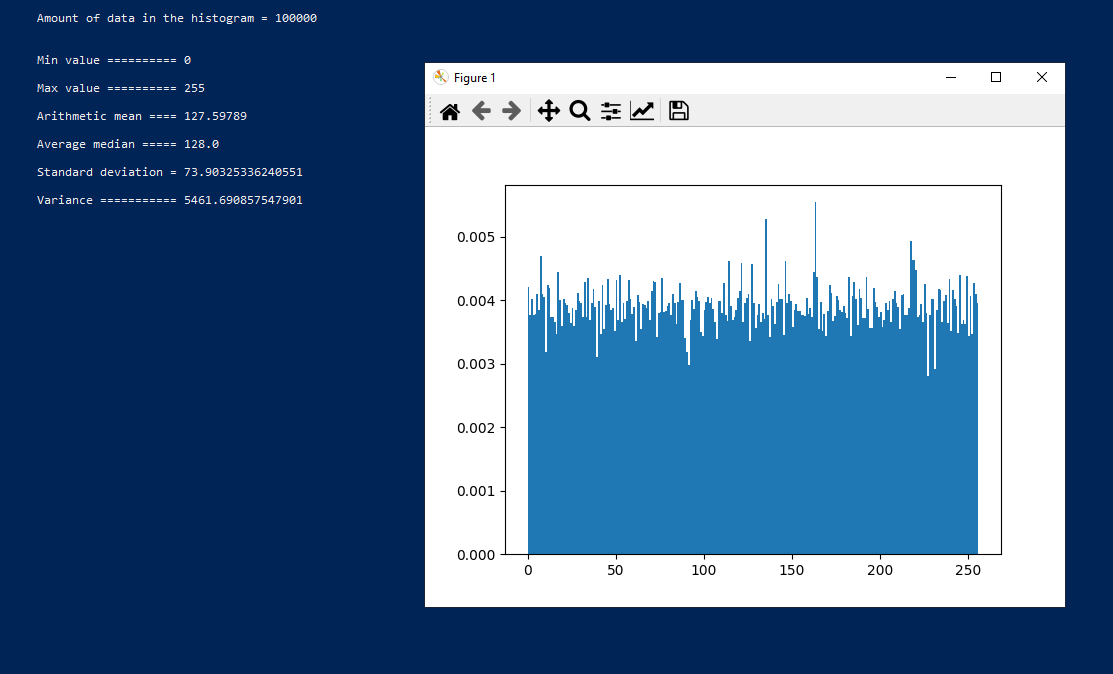 Amount of data in the histogram = 100000
Min value ========== 0
Max value ========== 255
Arithmetic mean ==== 127.59789
Average median ===== 128.0
Standard deviation = 73.90325336240551
Variance =========== 5461.690857547901
Figure 1
0.005
0.004
0.003
0.002
0.001
0.000
0 50 100 150 200 250